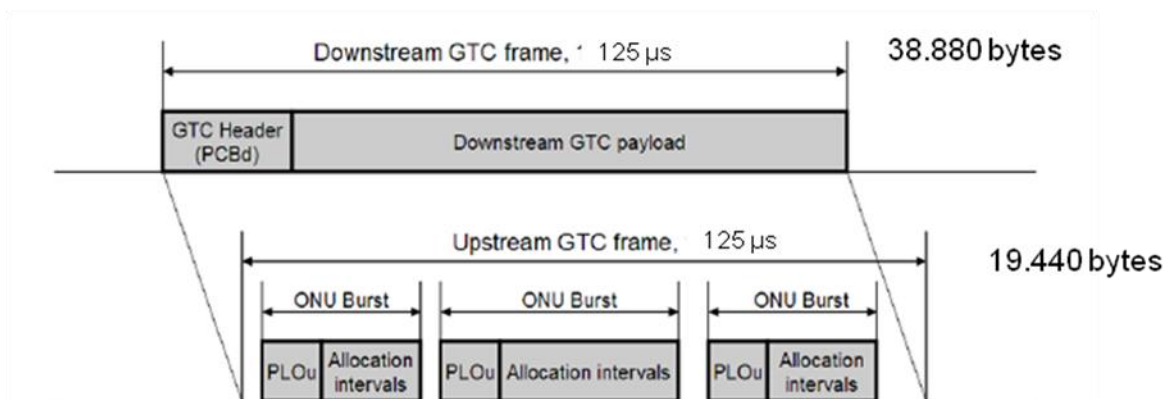 Downstream GTC frame, 125 µs
38.880 bytes
GTC Header
(PCBd)
Downstream GTC payload
Upstream GTC frame, 125 µs
19.440 bytes
ONU Burst
ONU Burst
ONU Burst
PLOu
Allocation
intervals
PLOu
Allocation intervals
PLOu
Allocation
intervals